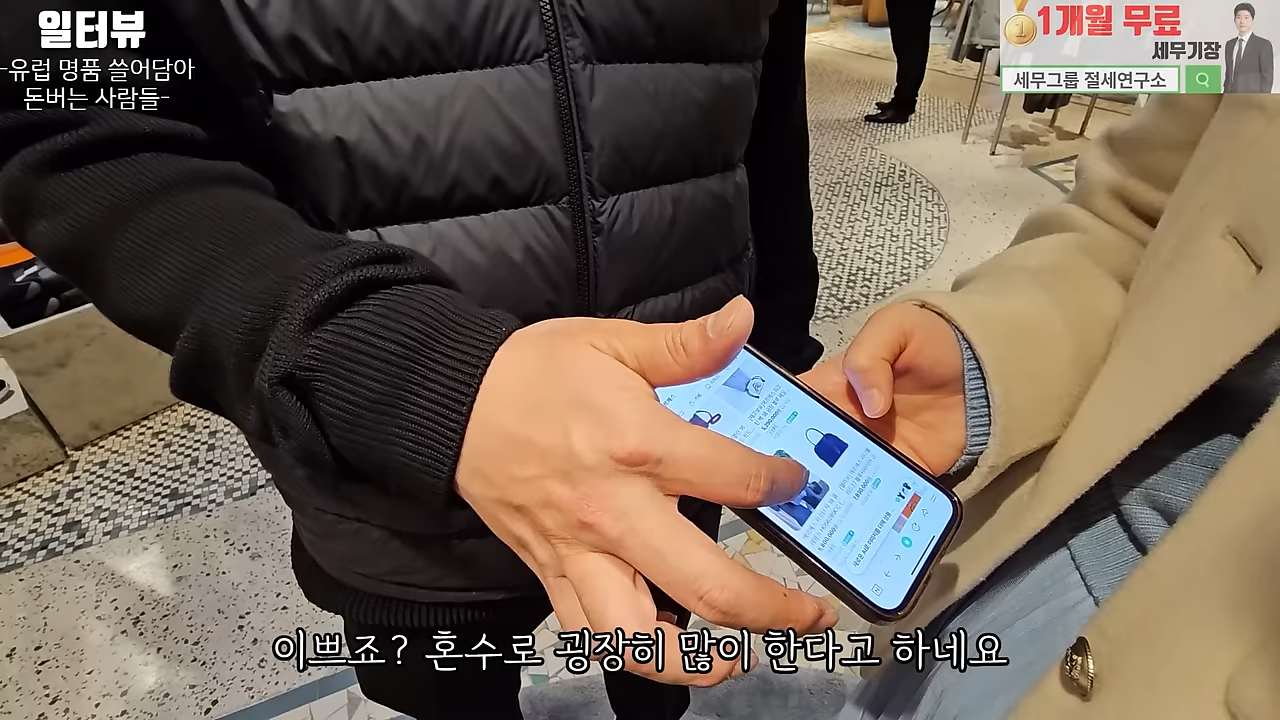 일터뷰
-유럽 명품 쓸어담아
돈버는 사람들-
1개월 무료
세무기장
세무그룹 절세연구소
이쁘죠? 혼수로 굉장히 많이 한다고 하네요